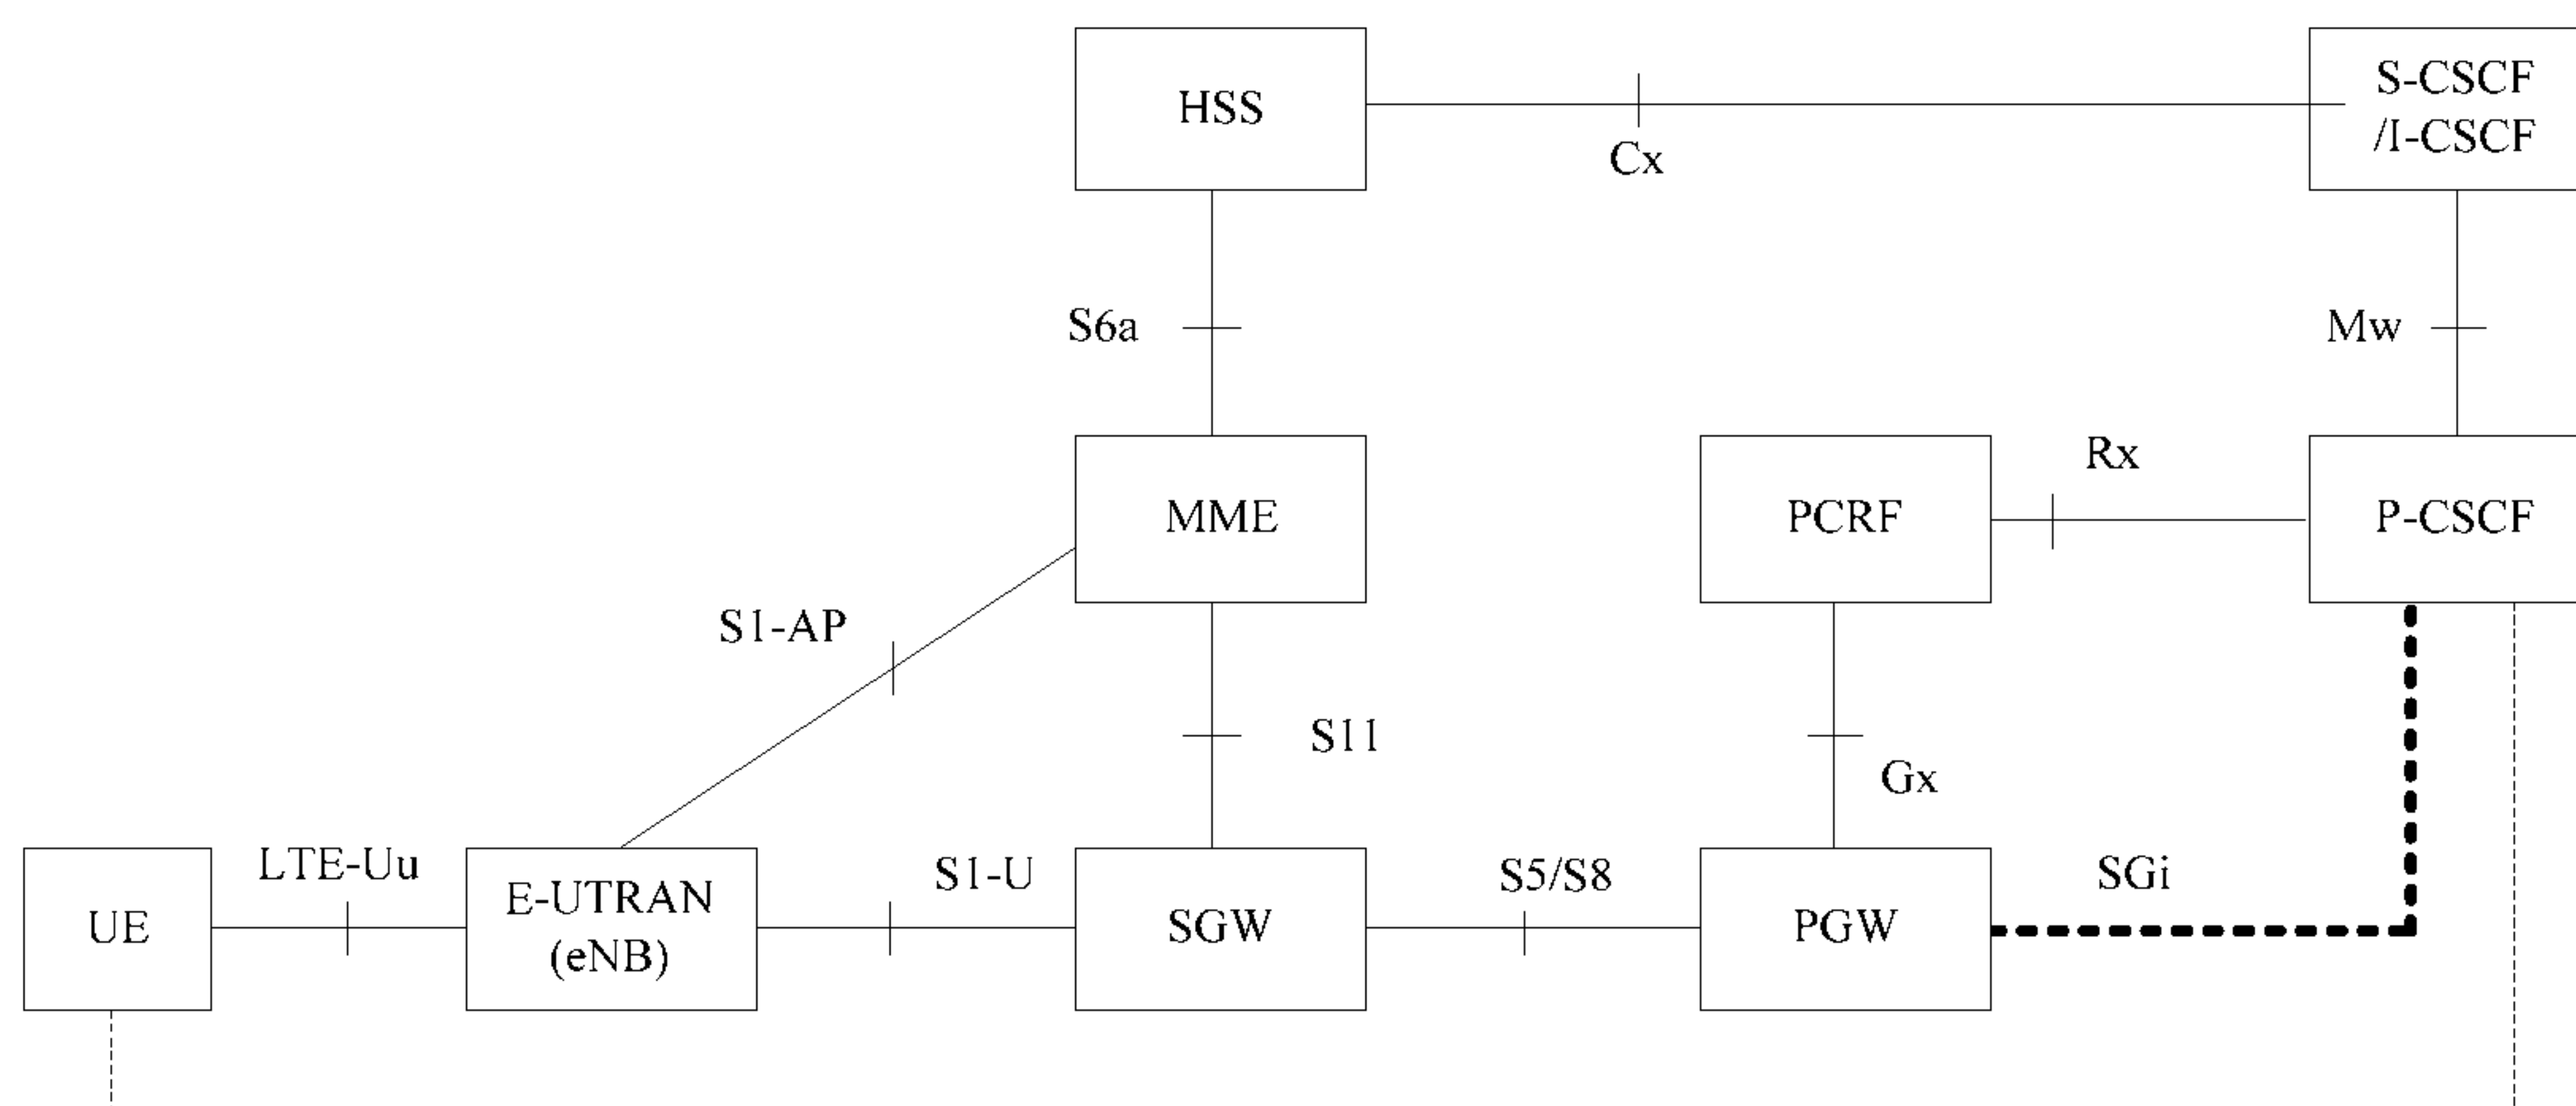 HSS
S-CSCF
/I-CSCF
Cx
S6a
Mw
MME
PCRF
Rx
P-CSCF
S1-AP
S11
Gx
UE
LTE-Uu
E-UTRAN
(eNB)
S1-U
SGW
S5/S8
PGW
SGi